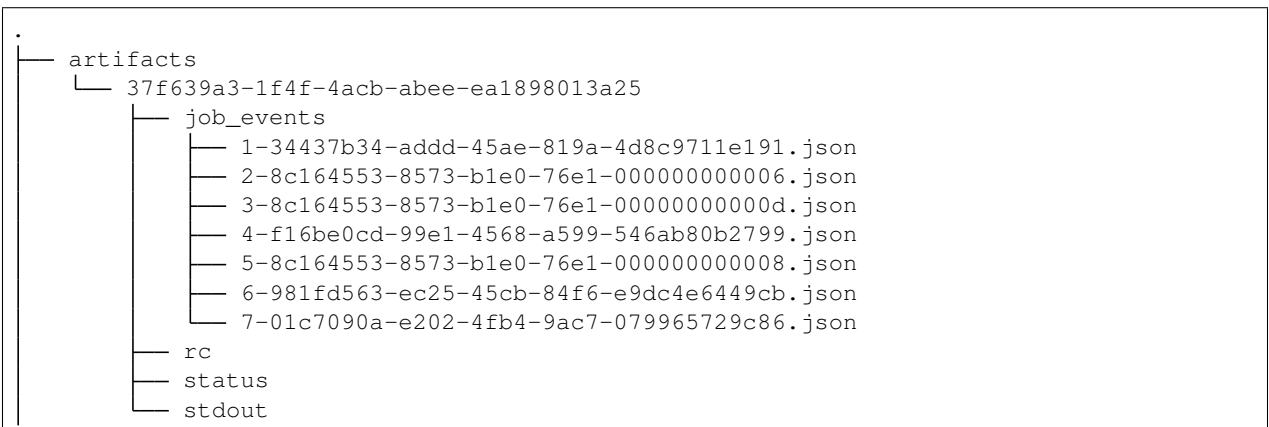 .
├── artifacts
│   └── 37f639a3-1f4f-4acb-abee-ea1898013a25
│       ├── job_events
│       │   ├── 1-34437b34-addd-45ae-819a-4d8c9711e191.json
│       │   ├── 2-8c164553-8573-b1e0-76e1-000000000006.json
│       │   ├── 3-8c164553-8573-b1e0-76e1-00000000000d.json
│       │   ├── 4-f16be0cd-99e1-4568-a599-546ab80b2799.json
│       │   ├── 5-8c164553-8573-b1e0-76e1-000000000008.json
│       │   ├── 6-981fd563-ec25-45cb-84f6-e9dc4e6449cb.json
│       │   └── 7-01c7090a-e202-4fb4-9ac7-079965729c86.json
│       ├── rc
│       ├── status
│       └── stdout